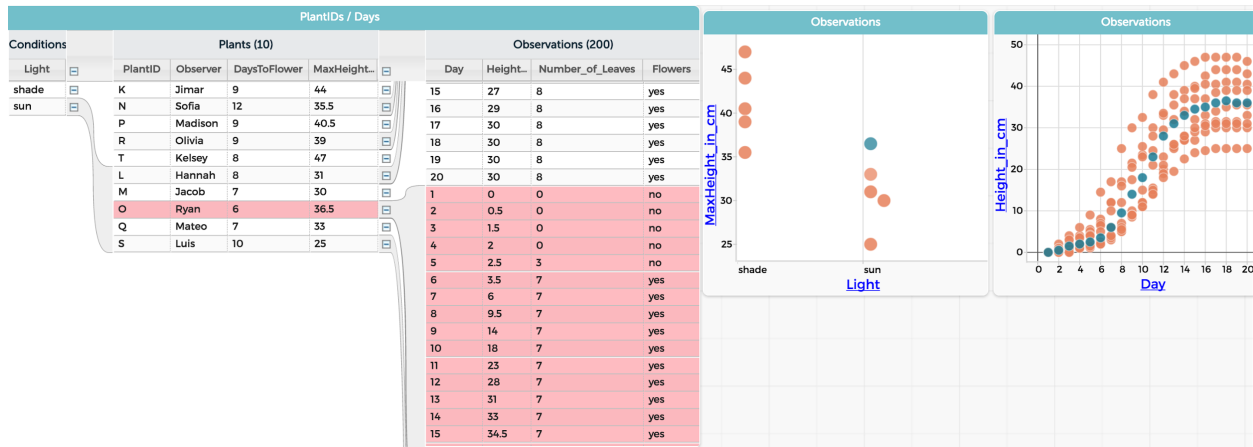 PlantIDs / Days
Conditions
Light
shade
sun
Plants (10)
PlantID Observer DaysToFlower MaxHeight...
K Jimar 9 44
N Sofia 12 35.5
P Madison 9 40.5
R Olivia 9 39
T Kelsey 8 47
L Hannah 8 31
M Jacob 7 30
O Ryan 6 36.5
Q Mateo 7 33
S Luis 10 25
Observations (200)
Day Height... Number_of_Leaves Flowers
15 27 8 yes
16 29 8 yes
17 30 8 yes
18 30 8 yes
19 30 8 yes
20 30 8 yes
1 0 0 no
2 0.5 0 no
3 1.5 0 no
4 2 0 no
5 2.5 3 no
6 3.5 7 yes
7 6 7 yes
8 9.5 7 yes
9 14 7 yes
10 18 7 yes
11 23 7 yes
12 28 7 yes
13 31 7 yes
14 33 7 yes
15 34.5 7 yes
Observations
MaxHeight_in_cm
45
40
35
30
25
shade sun
Light
Observations
Height_in_cm
50
40
30
20
10
0
0 2 4 6 8 10 12 14 16 18 20
Day